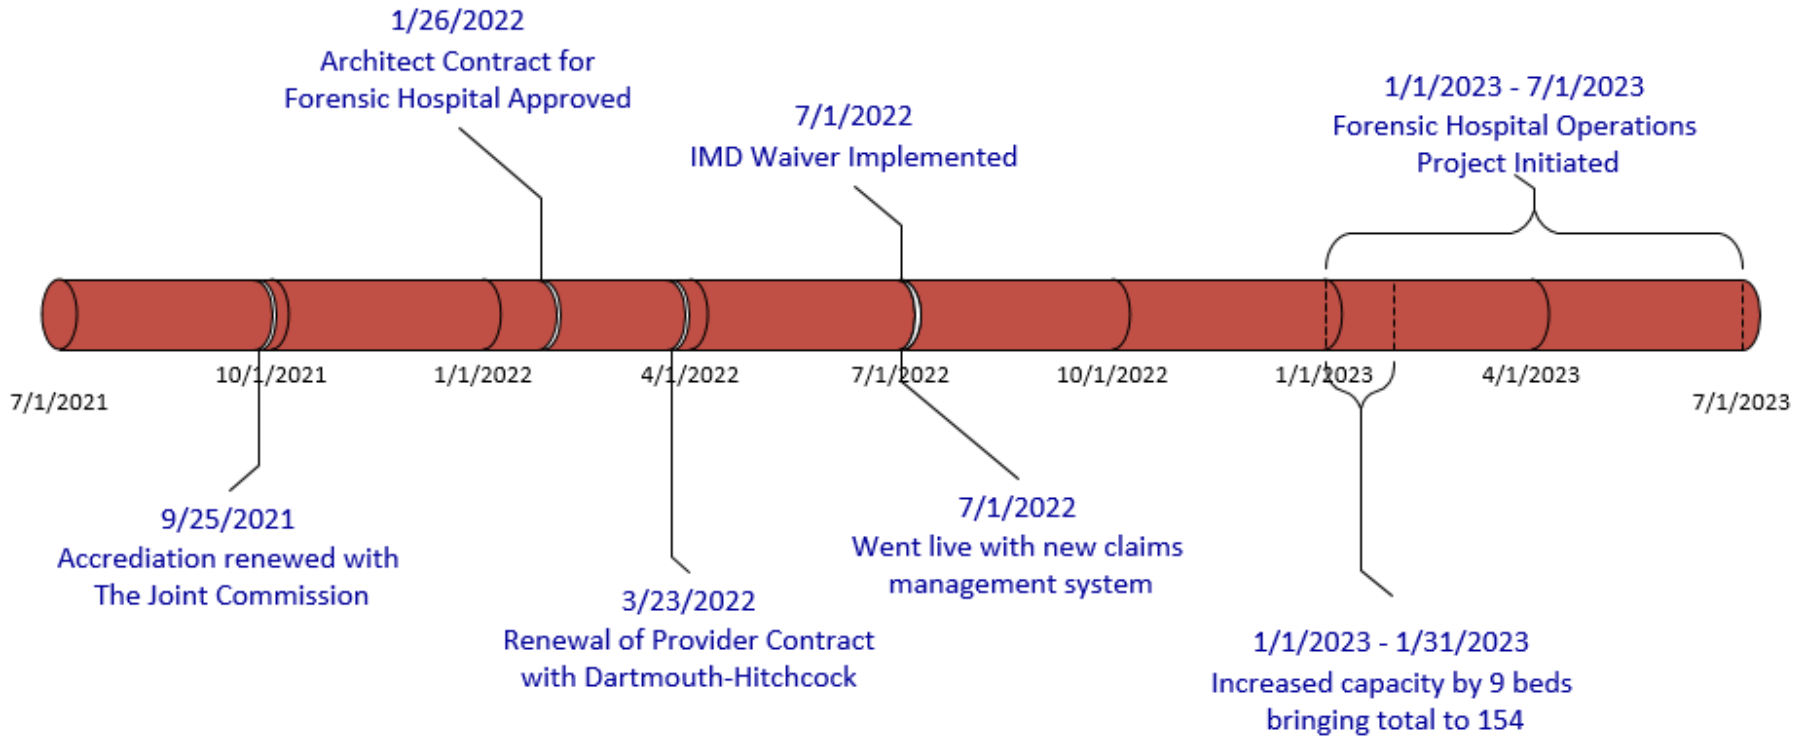 1/26/2022
Architect Contract for
Forensic Hospital Approved
7/1/2022
IMD Waiver Implemented
1/1/2023 - 7/1/2023
Forensic Hospital Operations
Project Initiated
7/1/2021
10/1/2021
1/1/2022
4/1/2022
7/1/2022
10/1/2022
1/1/2023
4/1/2023
7/1/2023
9/25/2021
Accrediation renewed with
The Joint Commission
3/23/2022
Renewal of Provider Contract
with Dartmouth-Hitchcock
7/1/2022
Went live with new claims
management system
1/1/2023 - 1/31/2023
Increased capacity by 9 beds
bringing total to 154